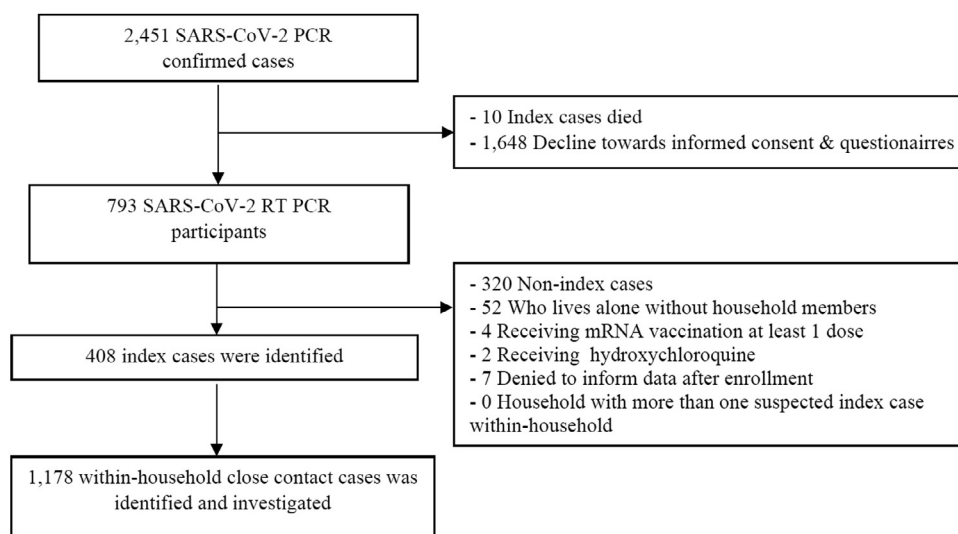 2,451 SARS-CoV-2 PCR
confirmed cases
- 10 Index cases died
- 1,648 Decline towards informed consent & questionairres
793 SARS-CoV-2 RT PCR
participants
- 320 Non-index cases
- 52 Who lives alone without household members
- 4 Receiving mRNA vaccination at least 1 dose
- 2 Receiving hydroxychloroquine
- 7 Denied to inform data after enrollment
- 0 Household with more than one suspected index case
within-household
408 index cases were identified
1,178 within-household close contact cases was
identified and investigated